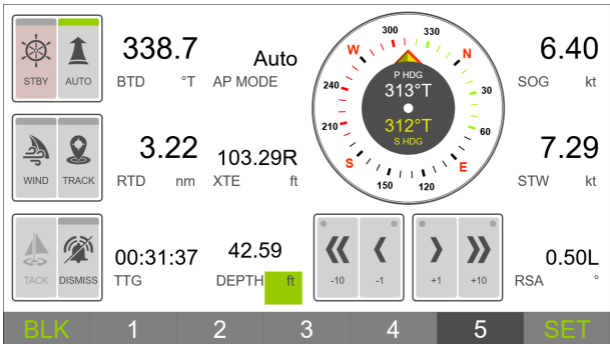 STBY AUTO
338.7
BTD °T
Auto
AP MODE
300 330
W N
240 30
210 60
S E
150 120
P HDG
313°T
312°T
S HDG
6.40
SOG kt
WIND TRACK
3.22
RTD nm
103.29R
XTE ft
7.29
STW kt
TACK DISMISS
00:31:37
TTG
42.59
DEPTH ft
-10 -1
+1 +10
0.50L
RSA °
BLK 1 2 3 4 5 SET